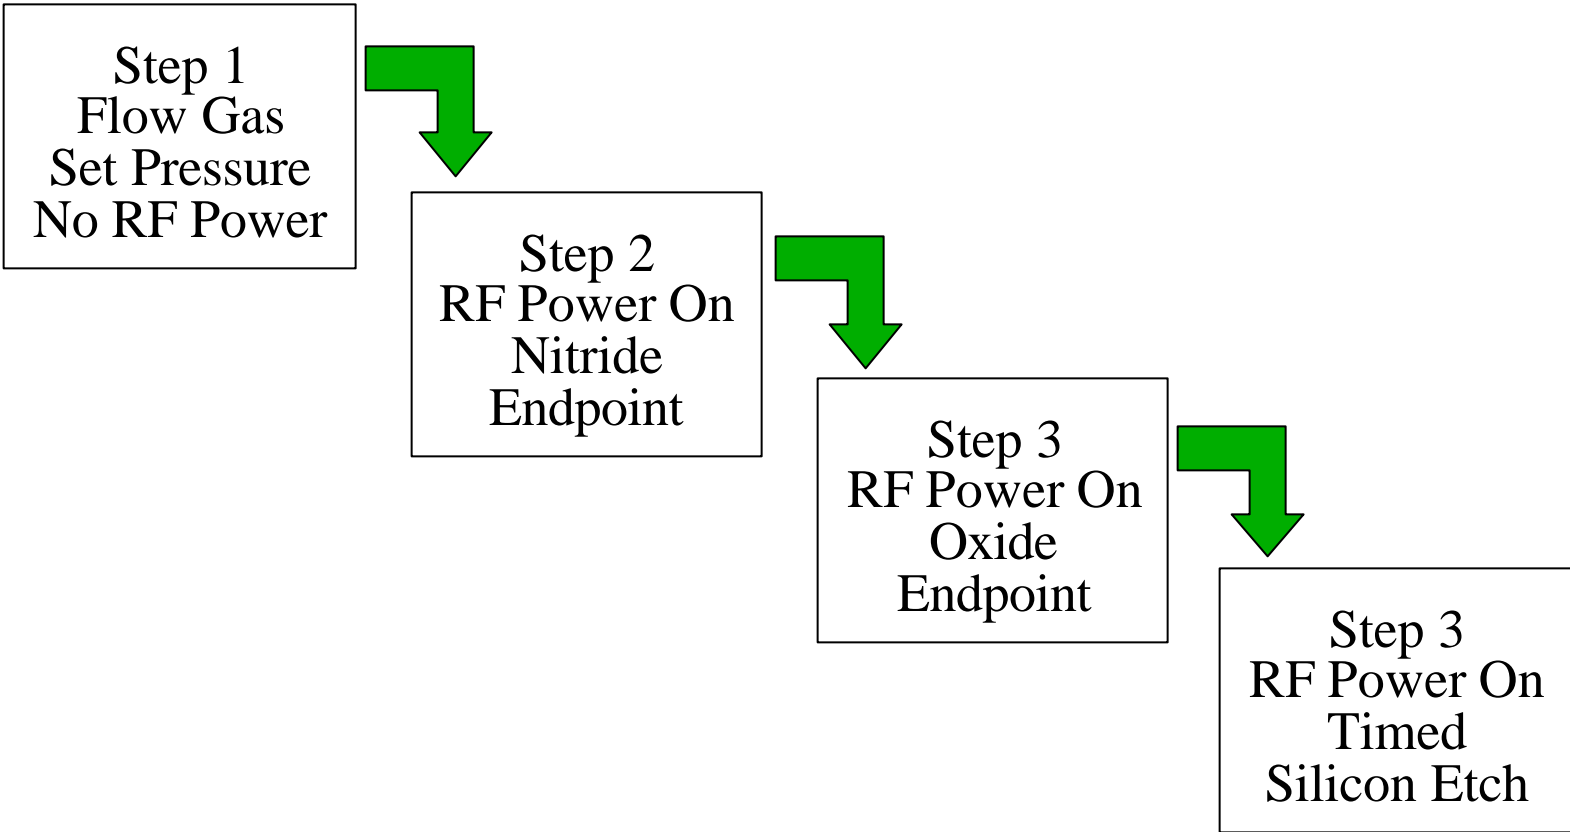 Step 1
Flow Gas
Set Pressure
No RF Power
Step 2
RF Power On
Nitride
Endpoint
Step 3
RF Power On
Oxide
Endpoint
Step 3
RF Power On
Timed
Silicon Etch